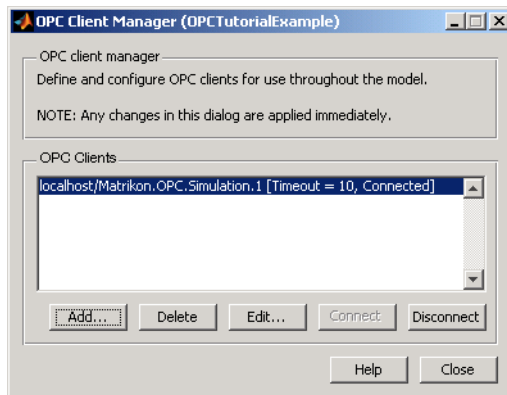 OPC Client Manager (OPCTutorialExample)
OPC client manager
Define and configure OPC clients for use throughout the model.
NOTE: Any changes in this dialog are applied immediately.
OPC Clients
localhost/Matrikon.OPC.Simulation.1 [Timeout = 10, Connected]
Add... Delete Edit... Connect Disconnect
Help Close